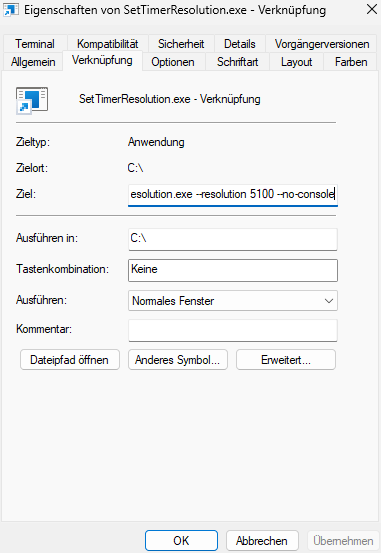 Eigenschaften von SetTimerResolution.exe - Verknüpfung
Terminal Kompatibilität Sicherheit Details Vorgängerversionen
Allgemein Verknüpfung Optionen Schriftart Layout Farben
SetTimerResolution.exe - Verknüpfung
Zieltyp: Anwendung
Zielort: C:\
Ziel: esolution.exe --resolution 5100 --no-console
Ausführen in: C:\
Tastenkombination: Keine
Ausführen: Normales Fenster
Kommentar:
Dateipfad öffnen Anderes Symbol... Erweitert...
OK Abbrechen Übernehmen